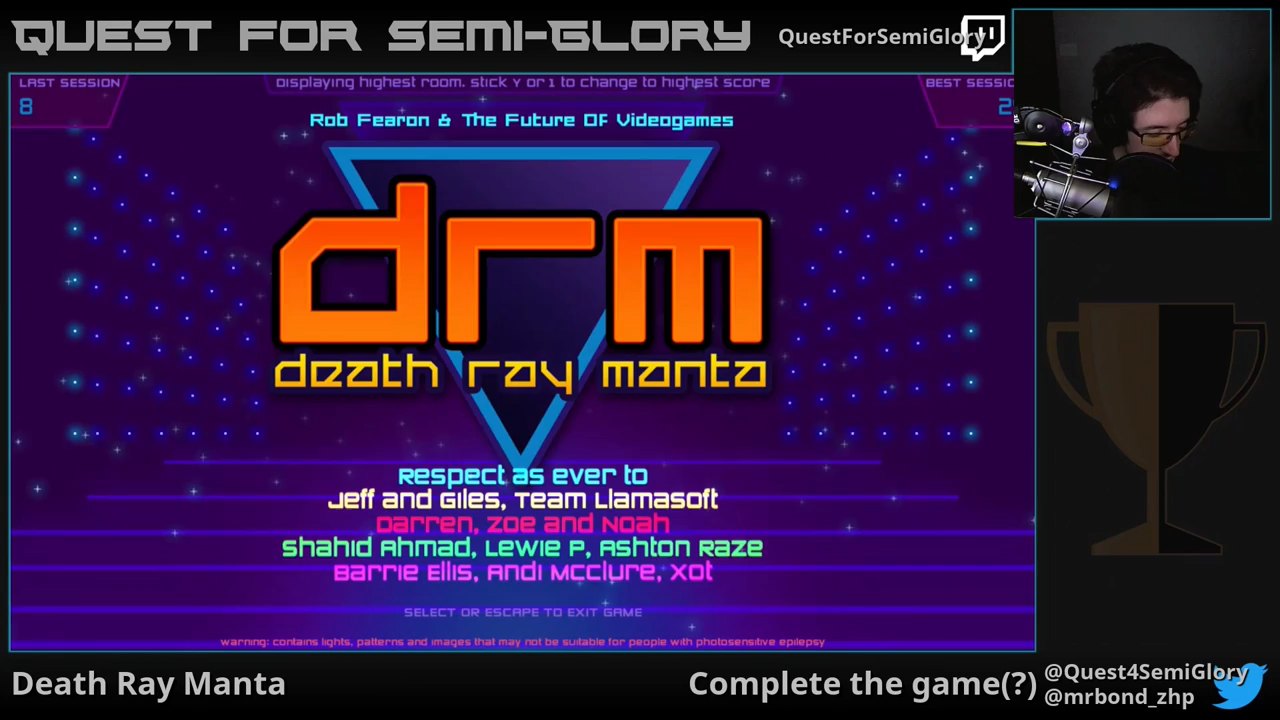 QUEST FOR SEMI-GLORY
QuestForSemiGlory
LAST SESSION
8
displaying highest room. stick Y or 1 to change to highest score
BEST SESSIO
2
Rob Fearon & The Future Of Videogames
drm
death ray manta
Respect as ever to
Jeff and Giles, Team Llamasoft
Darren, Zoe and Noah
Shahid Ahmad, Lewie P, Ashton Raze
Barrie Ellis, Andi McClure, Xot
SELECT OR ESCAPE TO EXIT GAME
warning: contains lights, patterns and images that may not be suitable for people with photosensitive epilepsy
Death Ray Manta
Complete the game(?)
@Quest4SemiGlory
@mrbond_zhp